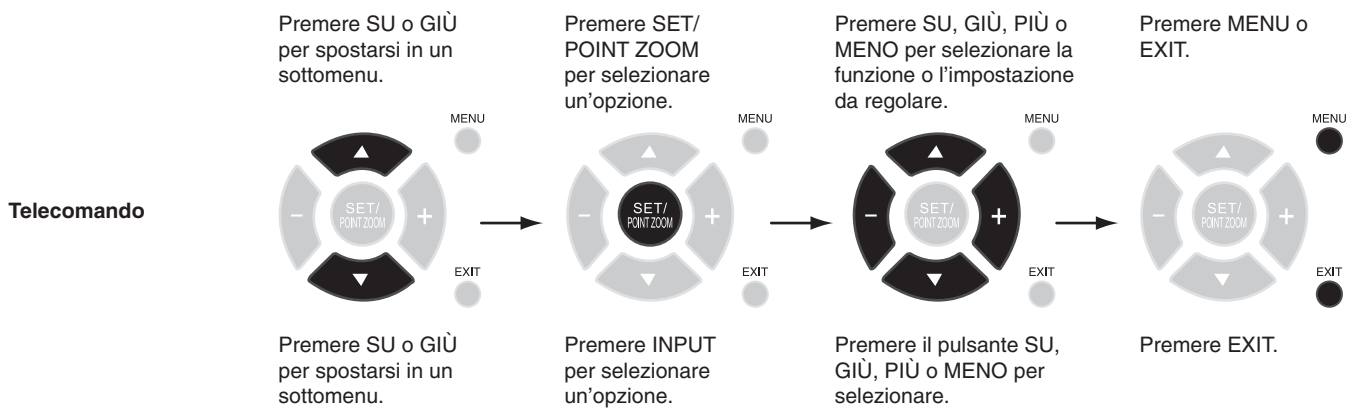 Premere SU o GIÙ
per spostarsi in un
sottomenu.
Premere SET/
POINT ZOOM
per selezionare
un'opzione.
Premere SU, GIÙ, PIÙ o
MENO per selezionare la
funzione o l'impostazione
da regolare.
Premere MENU o
EXIT.
Telecomando
MENU
-
SET/
POINT ZOOM
+
EXIT
MENU
-
SET/
POINT ZOOM
+
EXIT
MENU
-
SET/
POINT ZOOM
+
EXIT
MENU
-
SET/
POINT ZOOM
+
EXIT
Premere SU o GIÙ
per spostarsi in un
sottomenu.
Premere INPUT
per selezionare
un'opzione.
Premere il pulsante SU,
GIÙ, PIÙ o MENO per
selezionare.
Premere EXIT.